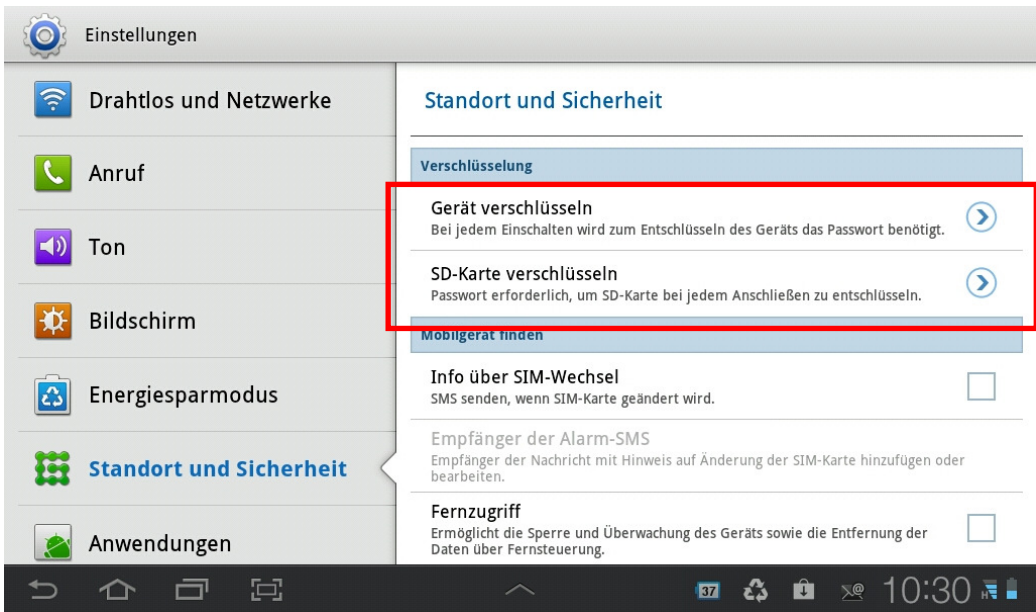 Einstellungen
Drahtlos und Netzwerke
Anruf
Ton
Bildschirm
Energiesparmodus
Standort und Sicherheit
Anwendungen
Standort und Sicherheit
Verschlüsselung
Gerät verschlüsseln
Bei jedem Einschalten wird zum Entschlüsseln des Geräts das Passwort benötigt.
SD-Karte verschlüsseln
Passwort erforderlich, um SD-Karte bei jedem Anschließen zu entschlüsseln.
Mobilgerät finden
Info über SIM-Wechsel
SMS senden, wenn SIM-Karte geändert wird.
Empfänger der Alarm-SMS
Empfänger der Nachricht mit Hinweis auf Änderung der SIM-Karte hinzufügen oder
bearbeiten.
Fernzugriff
Ermöglicht die Sperre und Überwachung des Geräts sowie die Entfernung der
Daten über Fernsteuerung.
37
@
10:30
H